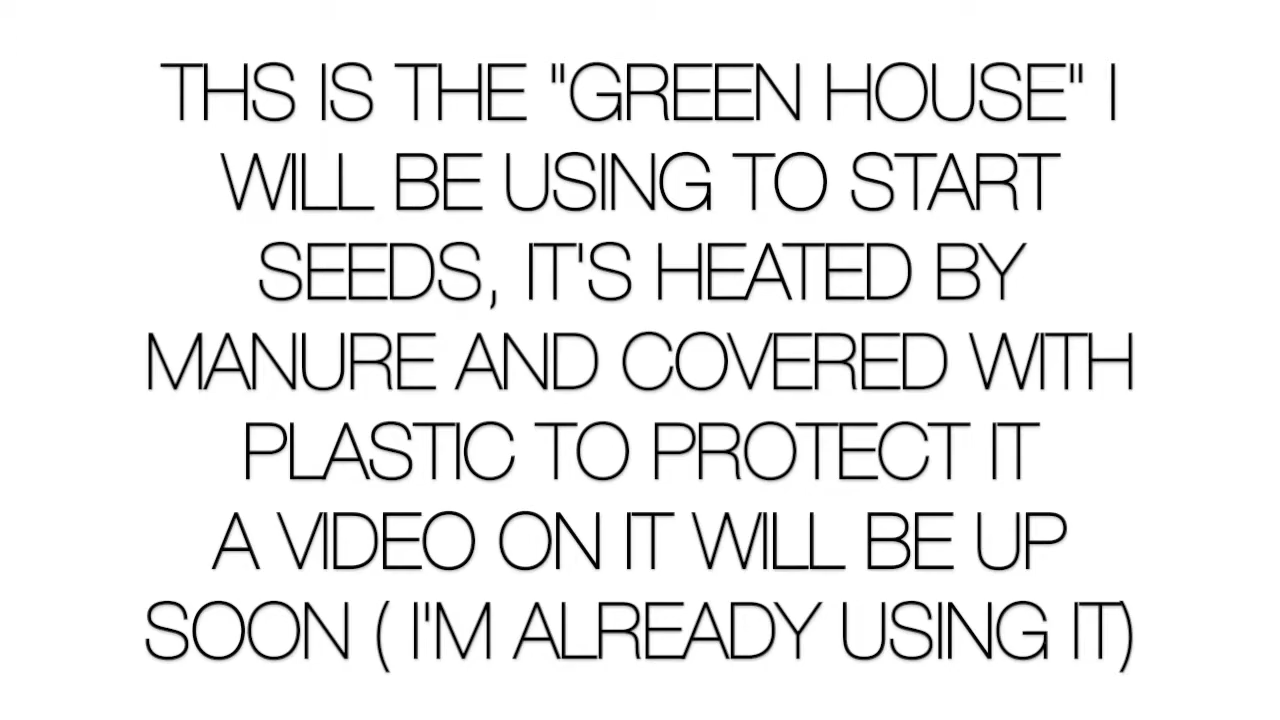 THS IS THE "GREEN HOUSE" I
WILL BE USING TO START
SEEDS, IT'S HEATED BY
MANURE AND COVERED WITH
PLASTIC TO PROTECT IT
A VIDEO ON IT WILL BE UP
SOON ( I'M ALREADY USING IT)